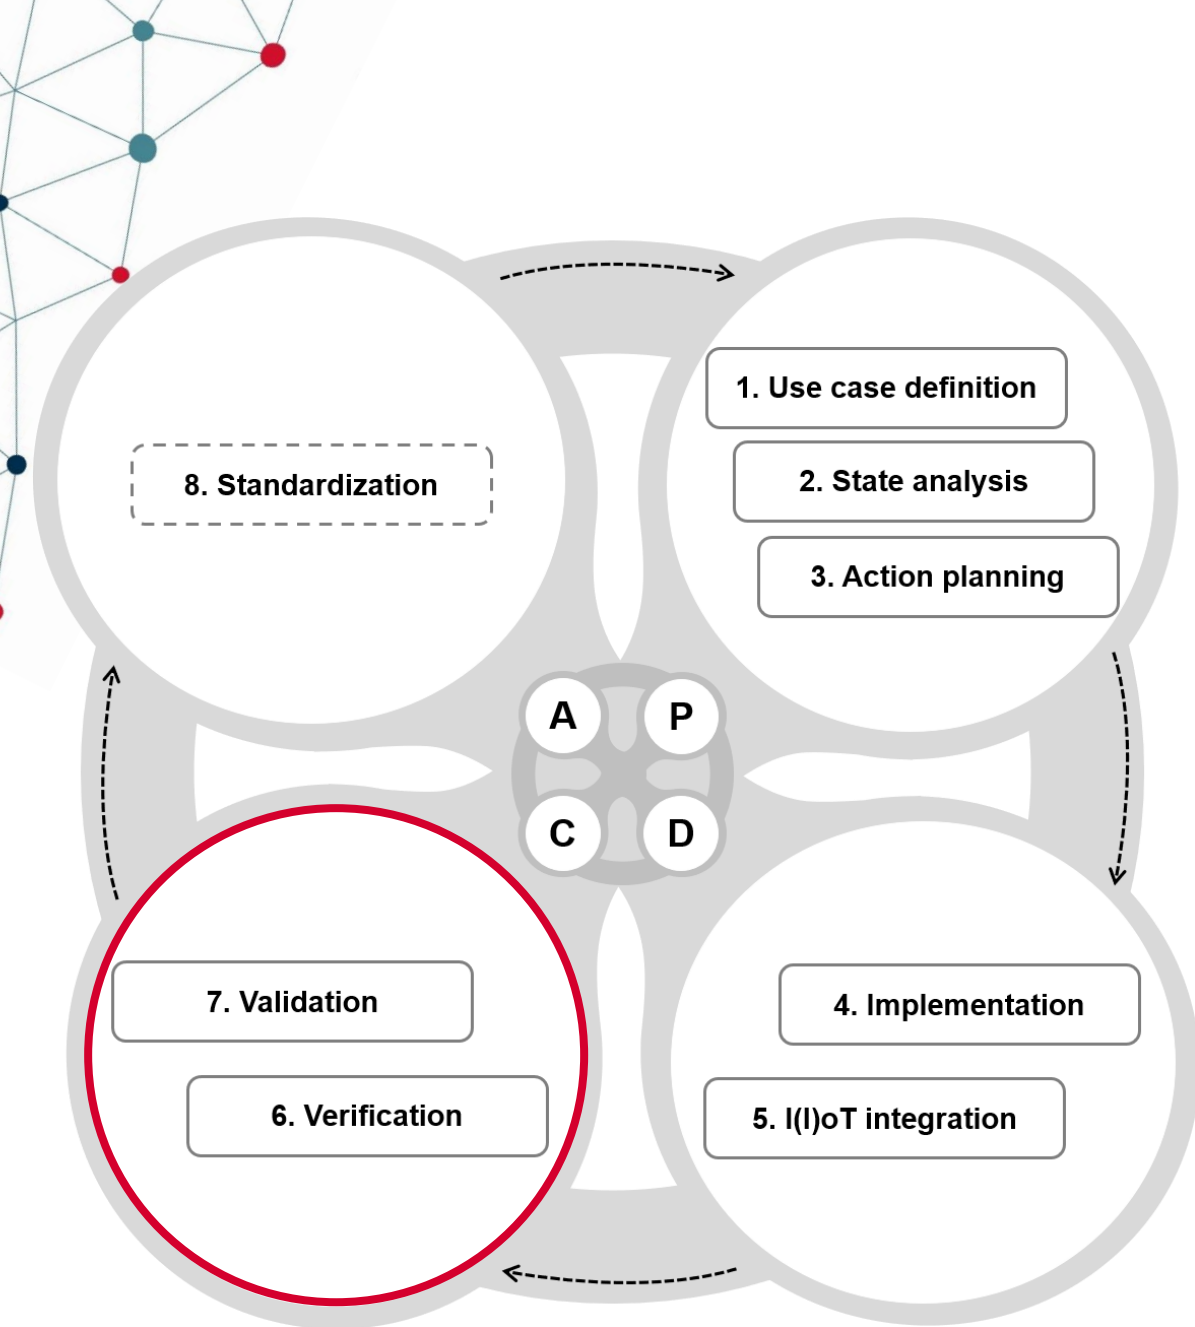 1. Use case definition
2. State analysis
3. Action planning
8. Standardization
A
P
C
D
7. Validation
6. Verification
4. Implementation
5. I(I)oT integration